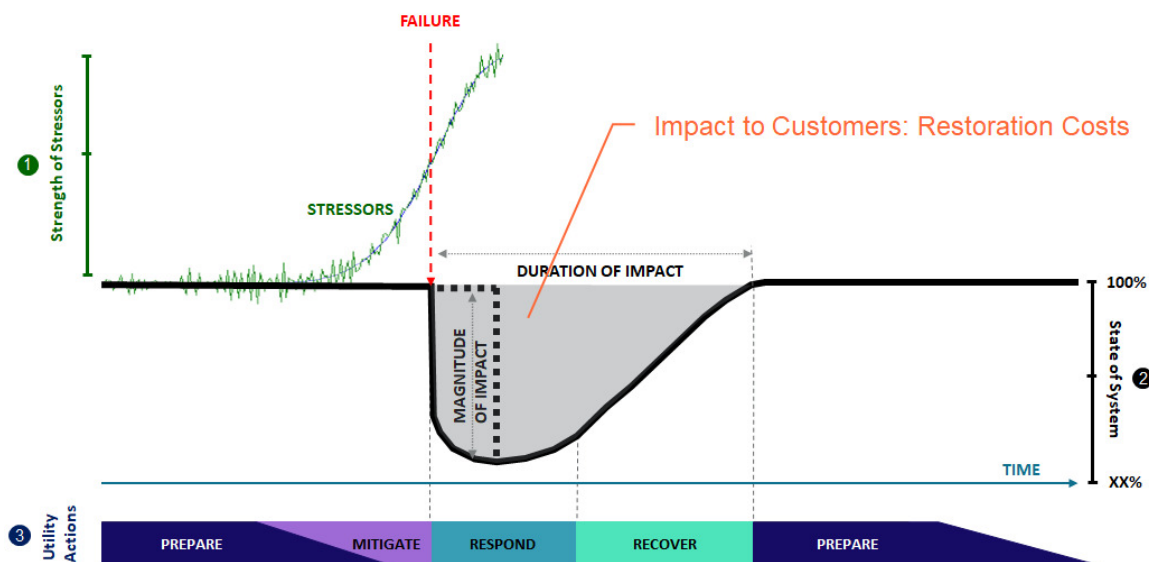 FAILURE
1
Strength of Stressors
STRESSORS
Impact to Customers: Restoration Costs
DURATION OF IMPACT
MAGNITUDE
OF IMPACT
100%
State of
System
2
XX%
TIME
3
Utility
Actions
PREPARE
MITIGATE
RESPOND
RECOVER
PREPARE